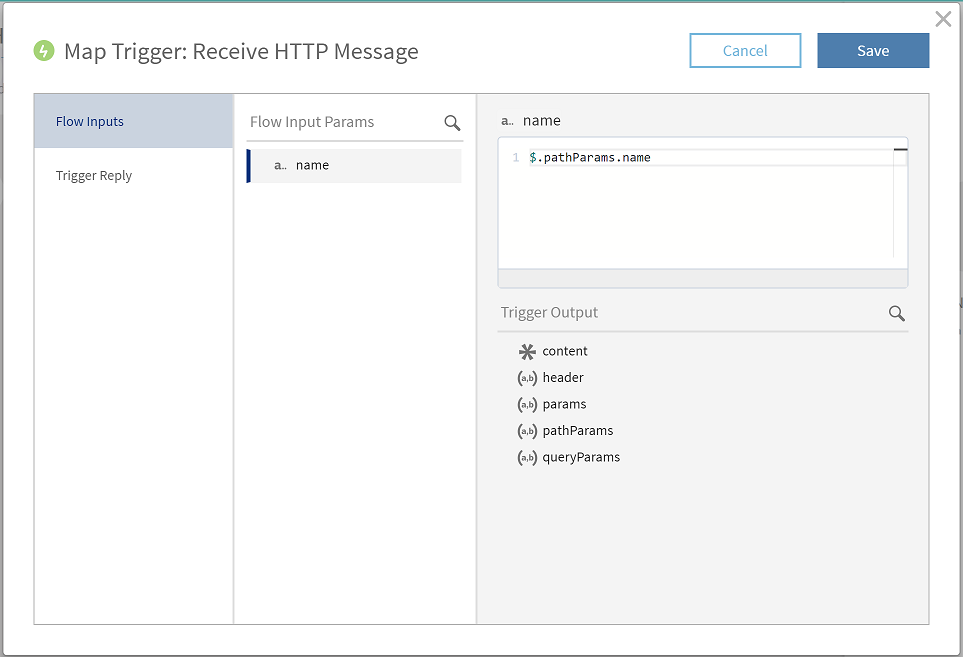 Map Trigger: Receive HTTP Message
Cancel
Save
Flow Inputs
Trigger Reply
Flow Input Params
a.. name
a.. name
1 $.pathParams.name
Trigger Output
content
(a,b) header
(a,b) params
(a,b) pathParams
(a,b) queryParams